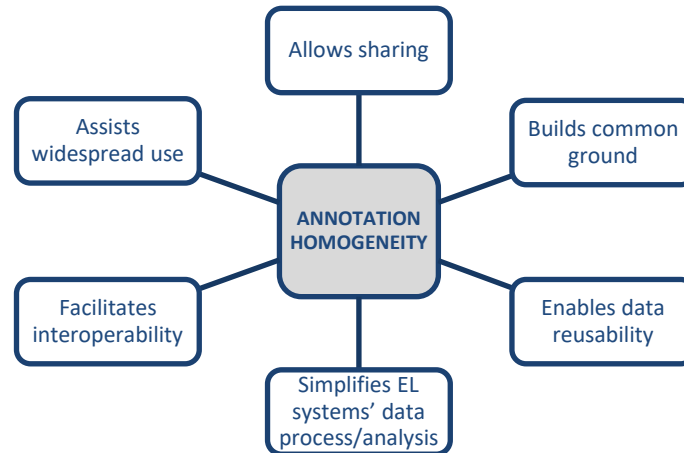 Allows sharing
Assists
widespread use
Builds common
ground
ANNOTATION
HOMOGENEITY
Facilitates
interoperability
Enables data
reusability
Simplifies EL
systems’ data
process/analysis